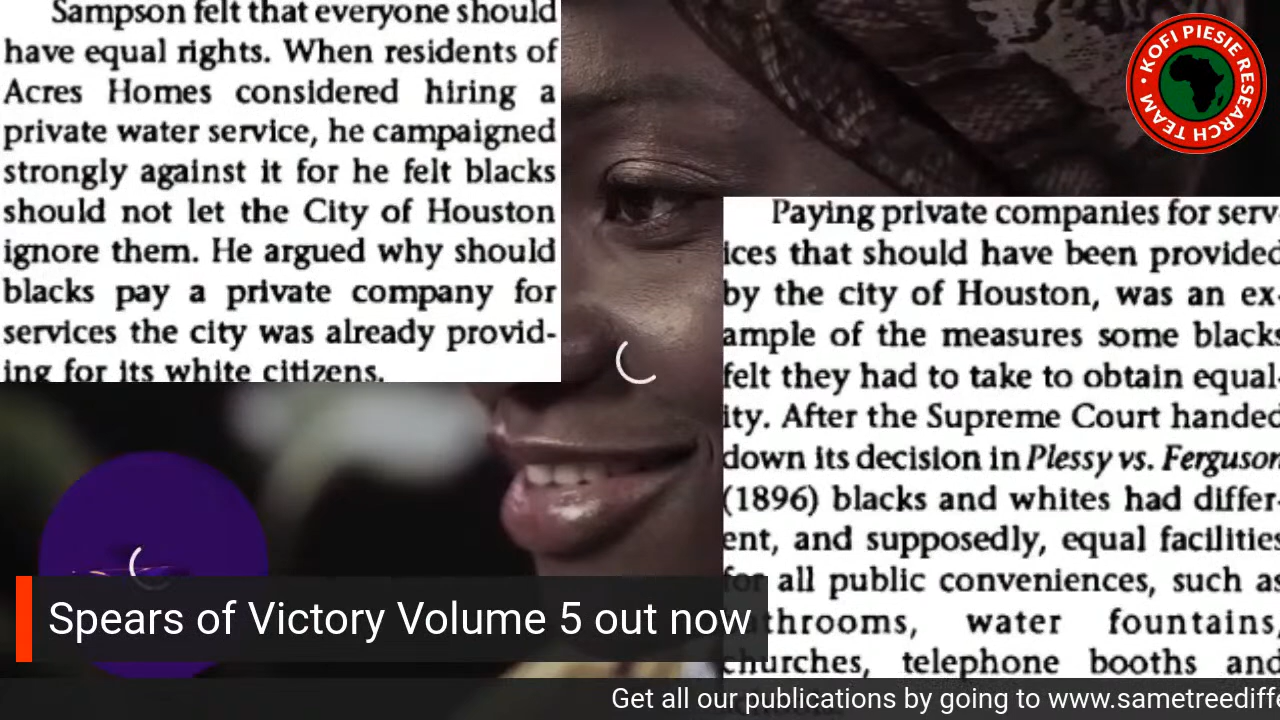 Sampson felt that everyone should
have equal rights. When residents of
Acres Homes considered hiring a
private water service, he campaigned
strongly against it for he felt blacks
should not let the City of Houston
ignore them. He argued why should
blacks pay a private company for
services the city was already provid-
ing for its white citizens.
KOFI PIESIE RESEARCH TEAM
Paying private companies for serv-
ices that should have been provided
by the city of Houston, was an ex-
ample of the measures some blacks
felt they had to take to obtain equal-
ity. After the Supreme Court handed
down its decision in Plessy vs. Ferguson
(1896) blacks and whites had differ-
ent, and supposedly, equal facilities
for all public conveniences, such as
throoms, water fountains,
churches, telephone booths and
Spears of Victory Volume 5 out now
Get all our publications by going to www.sametreediffe